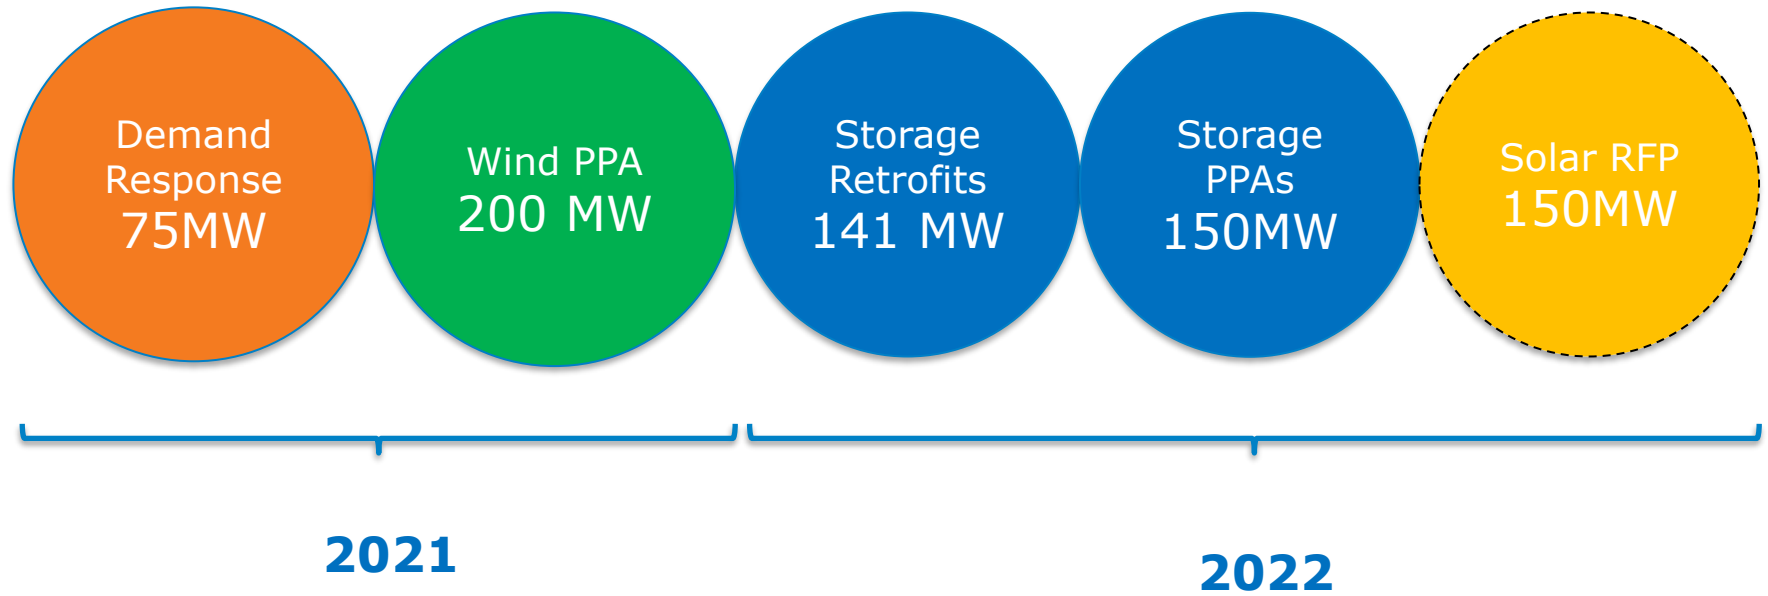 Demand
Response
75MW
Wind PPA
200 MW
Storage
Retrofits
141 MW
Storage
PPAs
150MW
Solar RFP
150MW
2021
2022